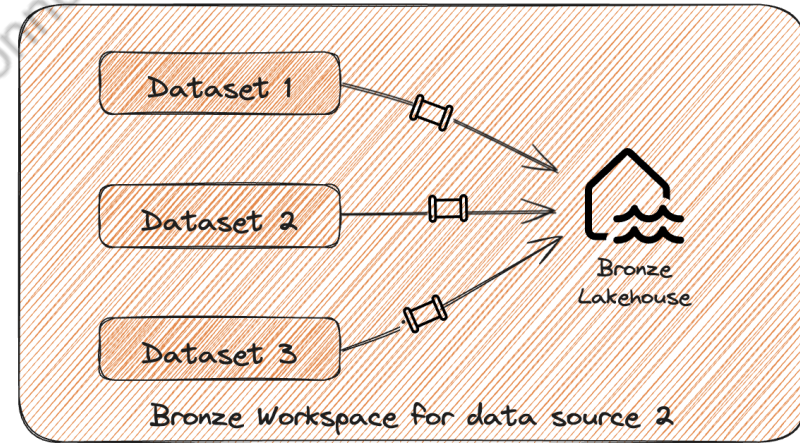 Dataset 1
Dataset 2
Dataset 3
Bronze
Lakehouse
Bronze Workspace for data source 2